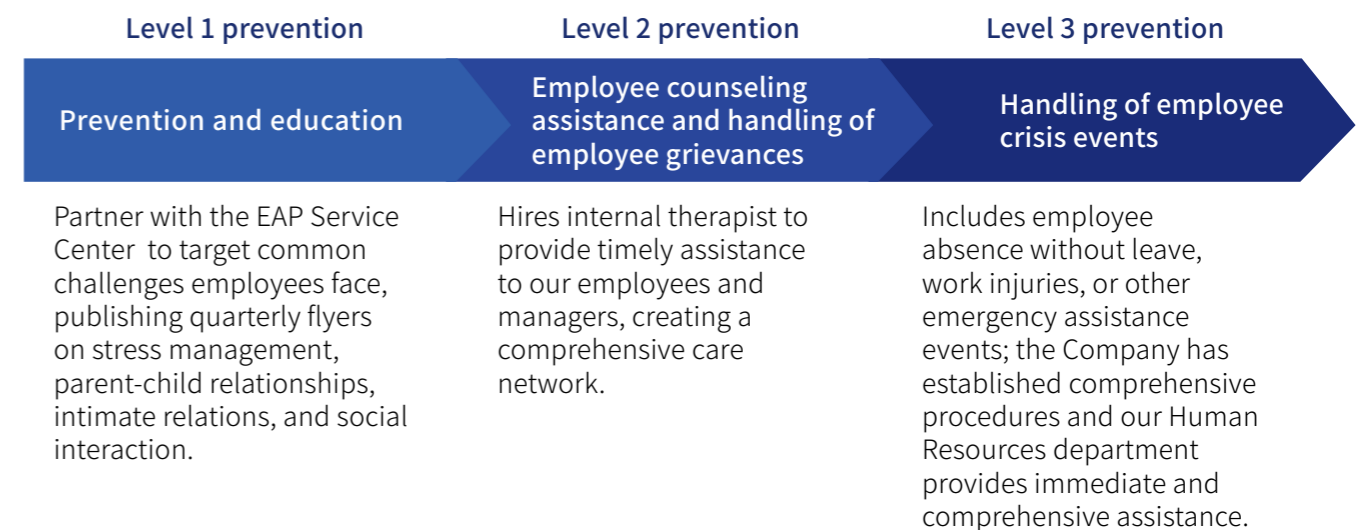 Level 1 prevention
Prevention and education
Partner with the EAP Service
Center to target common
challenges employees face,
publishing quarterly flyers
on stress management,
parent-child relationships,
intimate relations, and social
interaction.
Level 2 prevention
Employee counseling
assistance and handling of
employee grievances
Hires internal therapist to
provide timely assistance
to our employees and
managers, creating a
comprehensive care
network.
Level 3 prevention
Handling of employee
crisis events
Includes employee
absence without leave,
work injuries, or other
emergency assistance
events; the Company has
established comprehensive
procedures and our Human
Resources department
provides immediate and
comprehensive assistance.